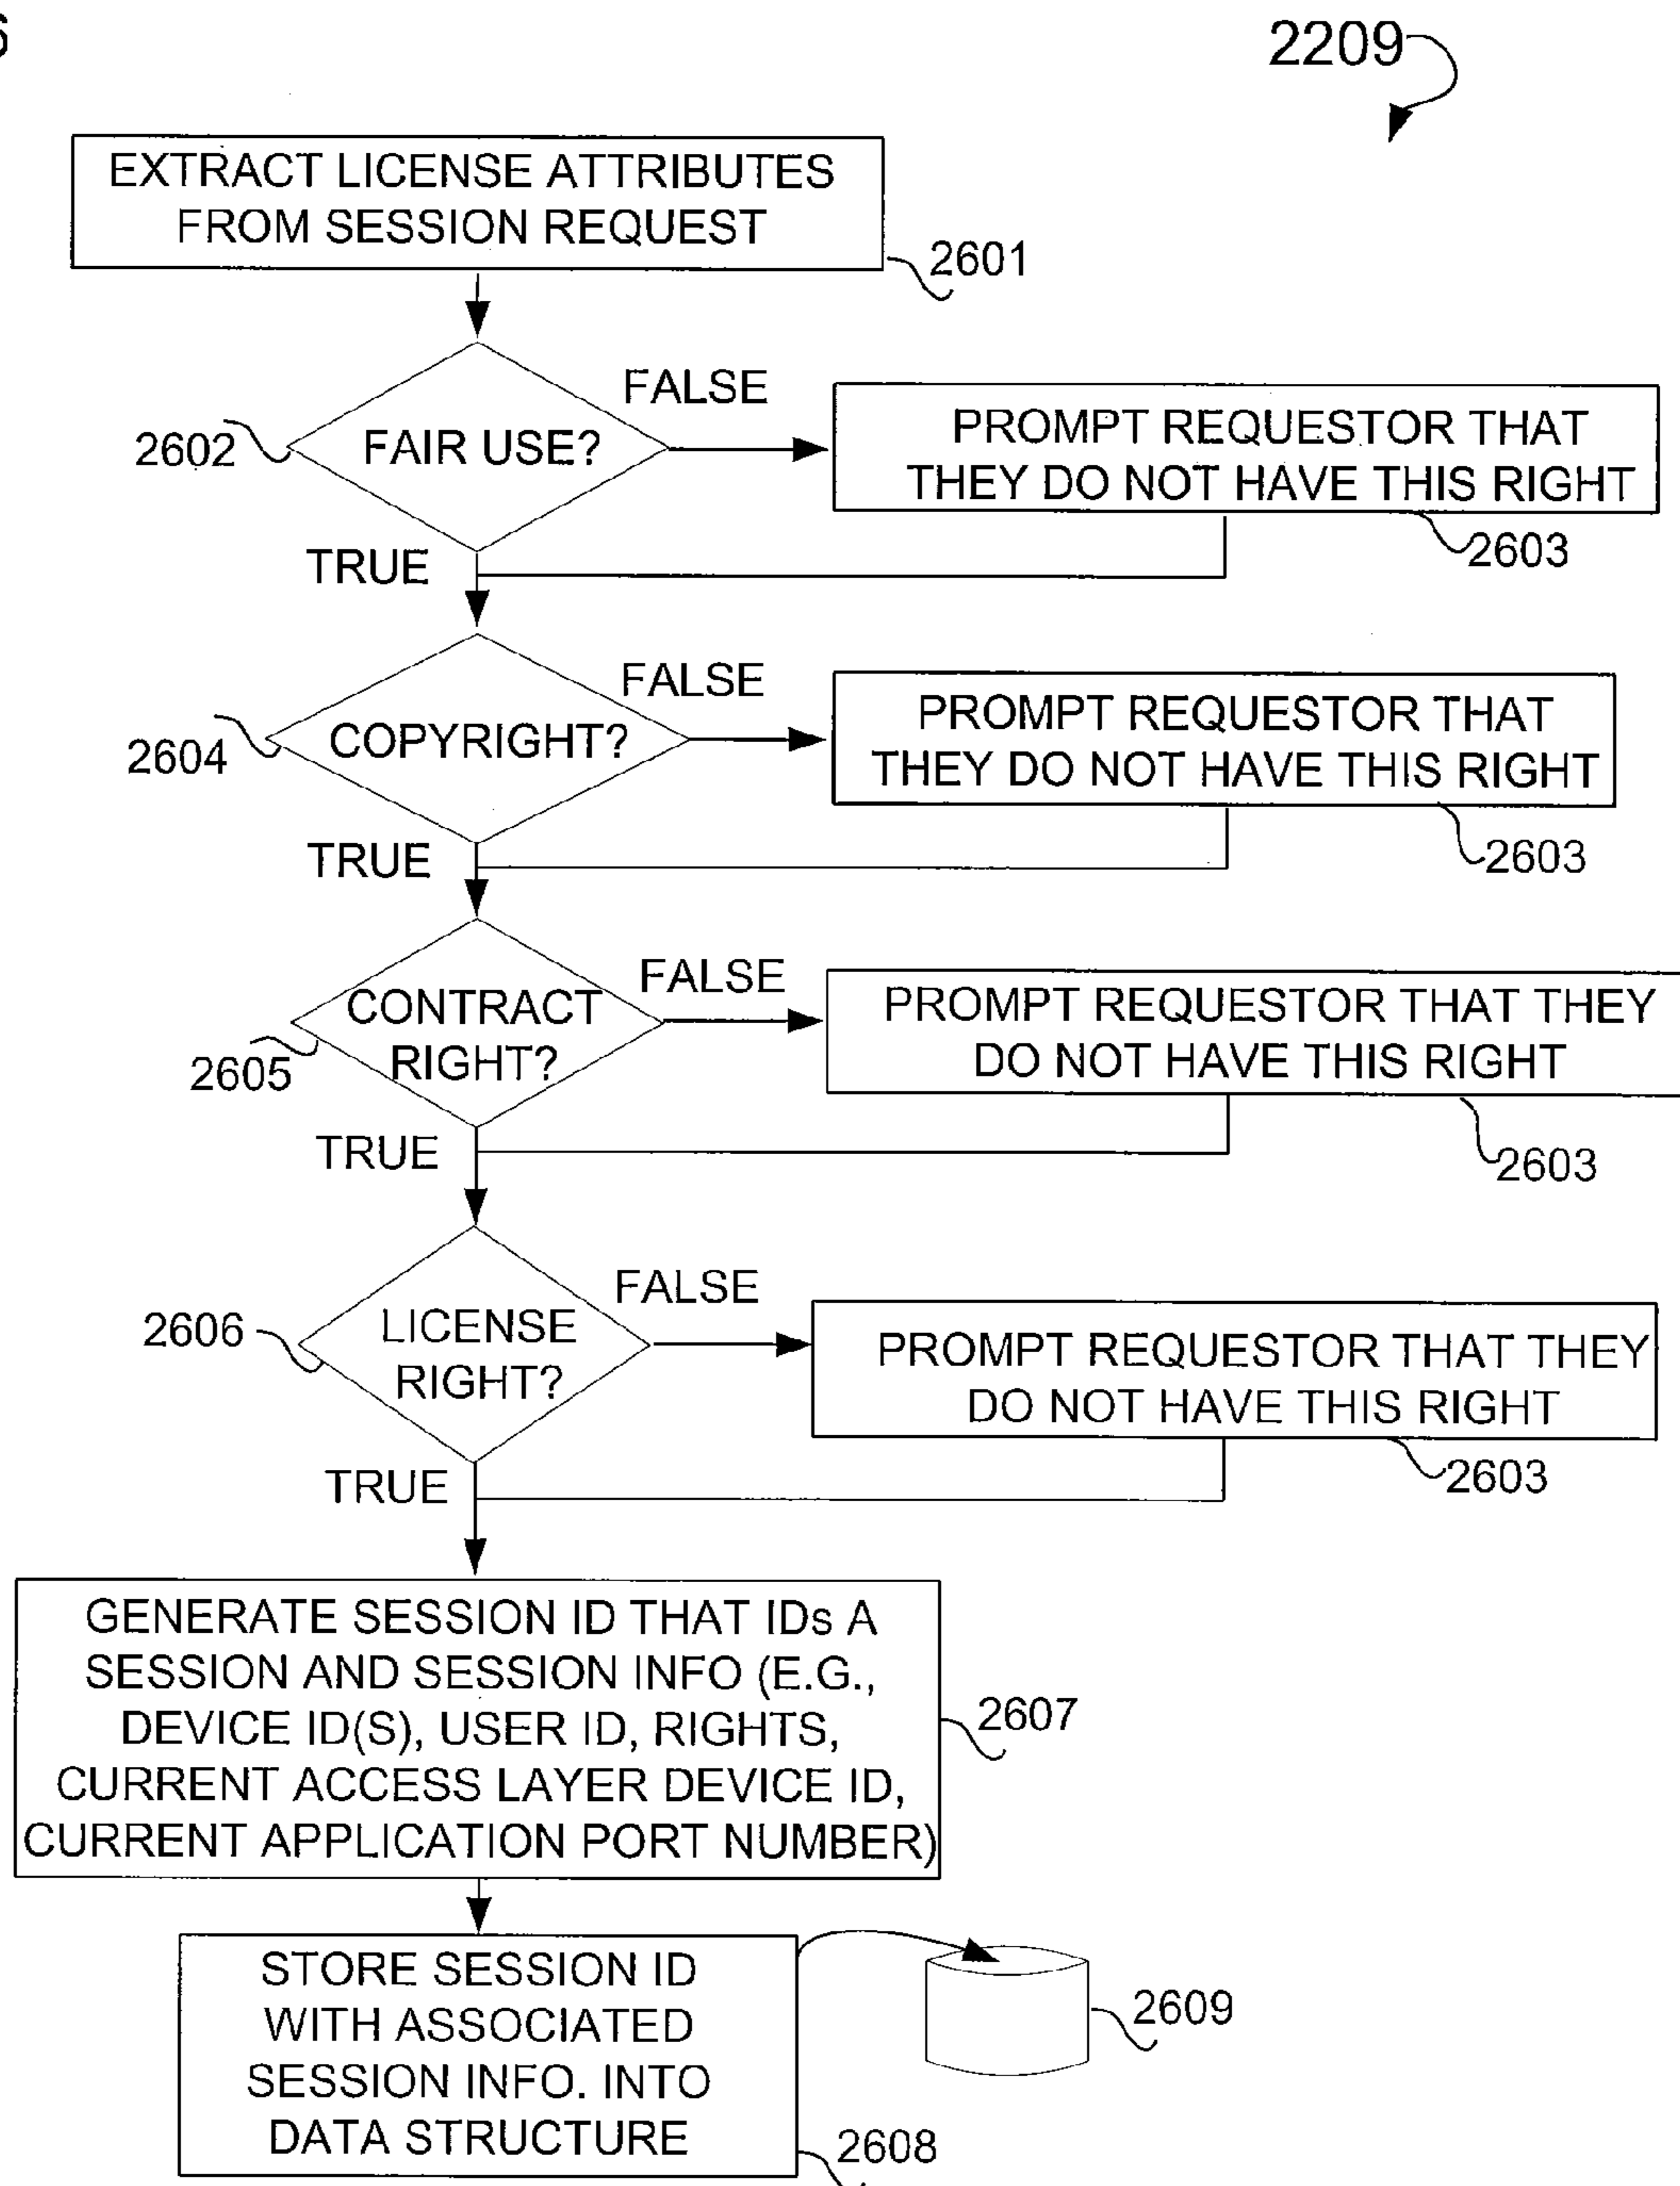 6
2209
EXTRACT LICENSE ATTRIBUTES
FROM SESSION REQUEST
2601
FALSE
2602
FAIR USE?
PROMPT REQUESTOR THAT
THEY DO NOT HAVE THIS RIGHT
2603
TRUE
FALSE
2604
COPYRIGHT?
PROMPT REQUESTOR THAT
THEY DO NOT HAVE THIS RIGHT
2603
TRUE
FALSE
2605
CONTRACT
RIGHT?
PROMPT REQUESTOR THAT THEY
DO NOT HAVE THIS RIGHT
2603
TRUE
FALSE
2606
LICENSE
RIGHT?
PROMPT REQUESTOR THAT THEY
DO NOT HAVE THIS RIGHT
2603
TRUE
GENERATE SESSION ID THAT IDs A
SESSION AND SESSION INFO (E.G.,
DEVICE ID(S), USER ID, RIGHTS,
CURRENT ACCESS LAYER DEVICE ID,
CURRENT APPLICATION PORT NUMBER)
2607
STORE SESSION ID
WITH ASSOCIATED
SESSION INFO. INTO
DATA STRUCTURE
2609
2608